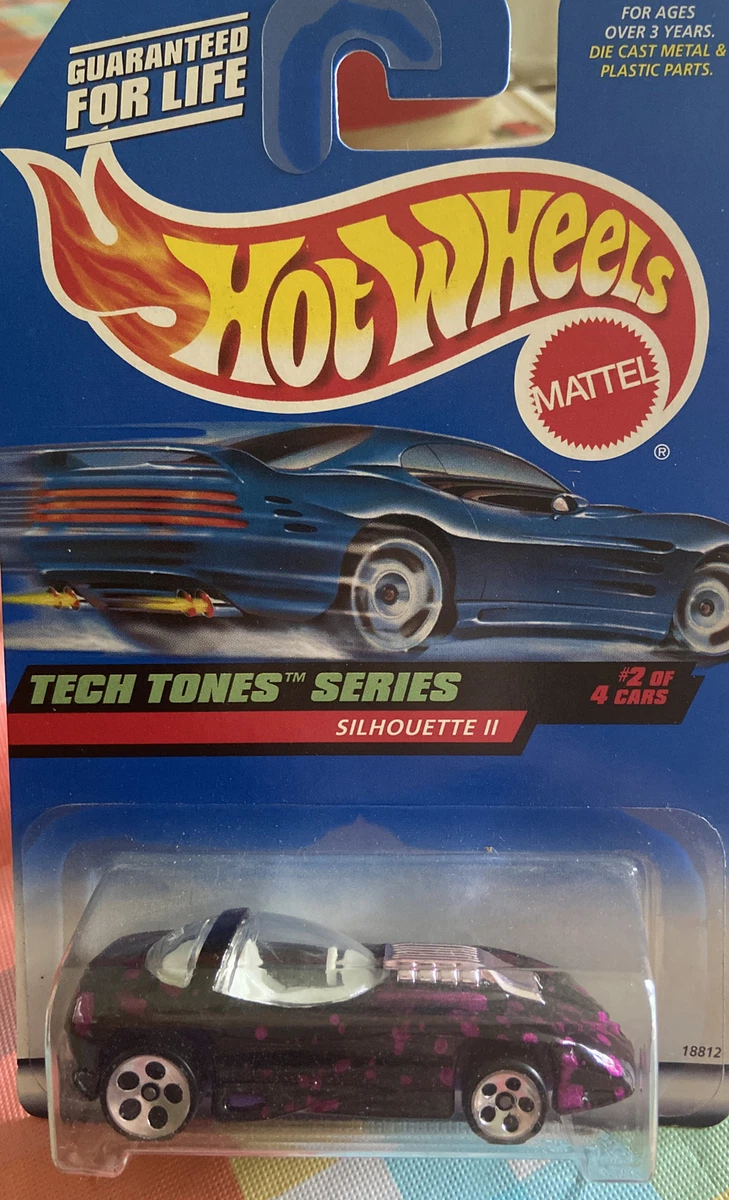 GUARANTEED
FOR LIFE
FOR AGES
OVER 3 YEARS.
DIE CAST METAL &
PLASTIC PARTS.
HOT WHEELS
MATTEL
®
TECH TONES™ SERIES
#2 OF
4 CARS
SILHOUETTE II
18812